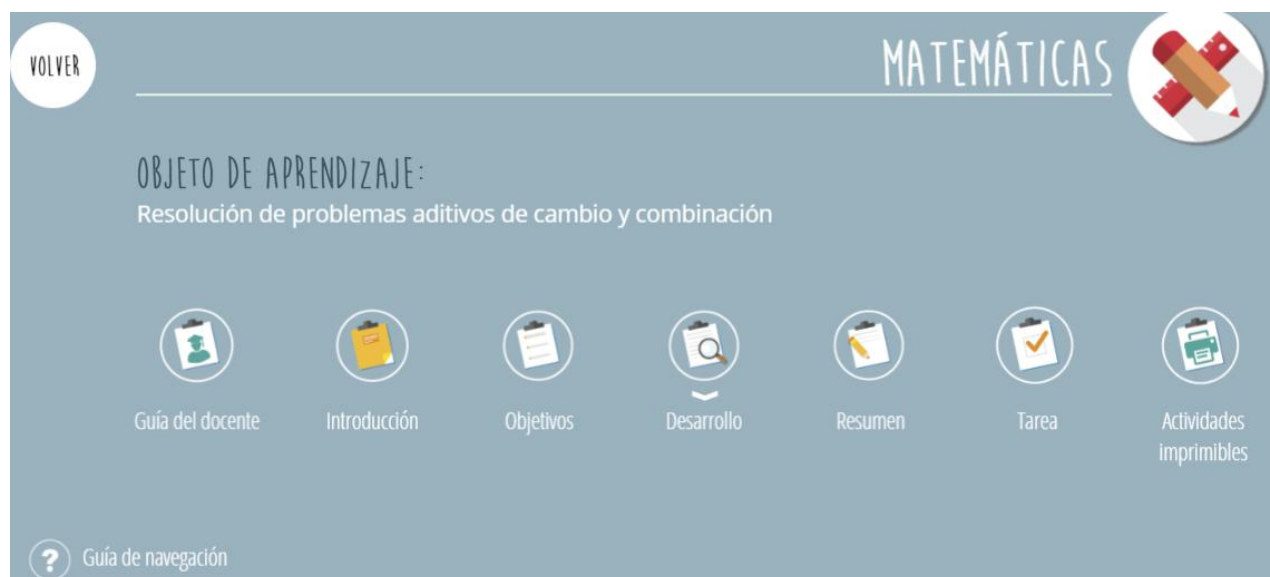 VOLVER
MATEMÁTICAS
OBJETO DE APRENDIZAJE:
Resolución de problemas aditivos de cambio y combinación
Guía del docente
Introducción
Objetivos
Desarrollo
Resumen
Tarea
Actividades
imprimibles
? Guía de navegación